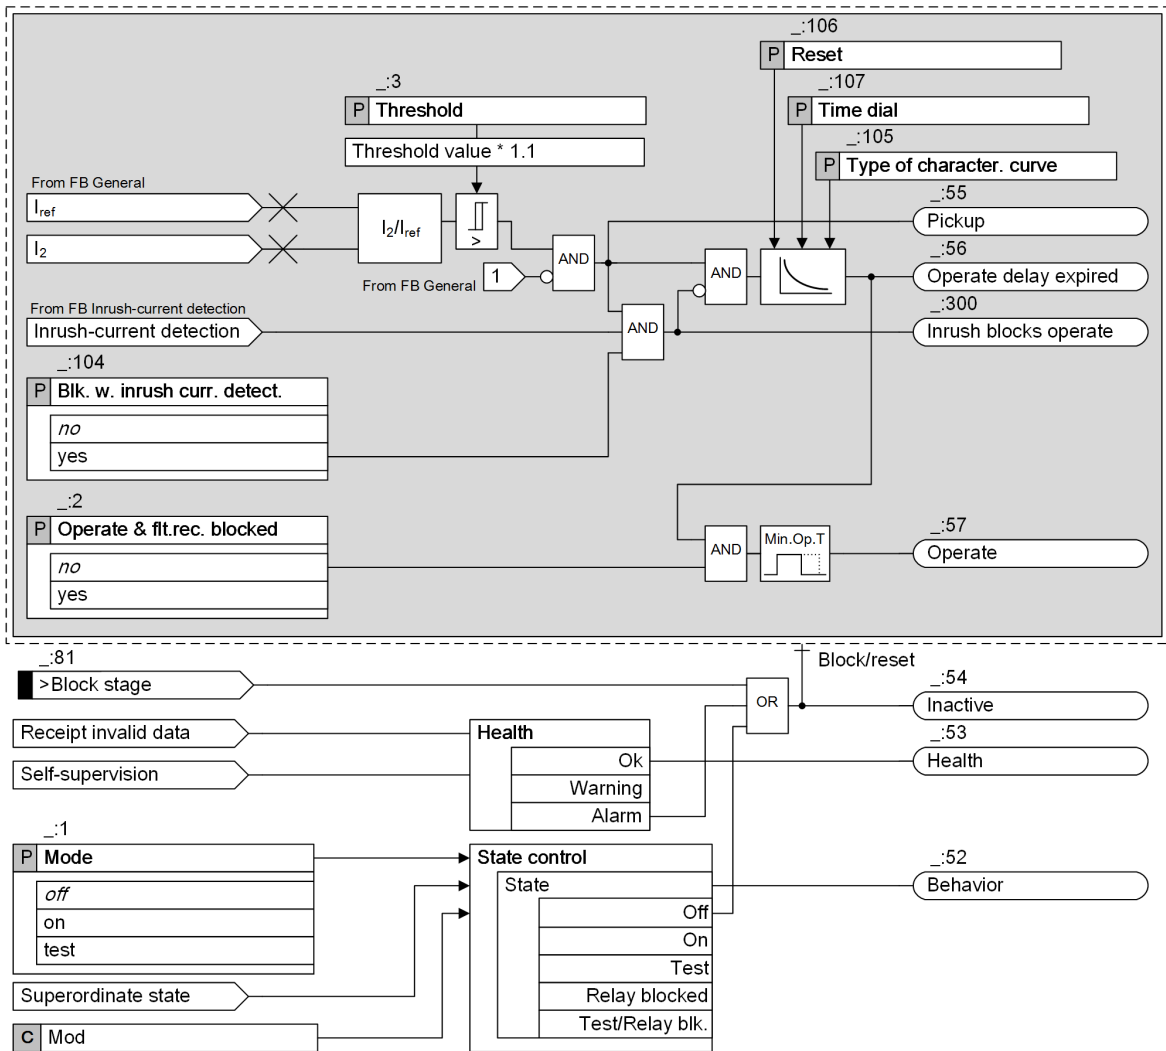 _:106
P Reset
_:3
_:107
P Threshold
P Time dial
_:105
Threshold value * 1.1
P Type of character. curve
From FB General
_:55
Iref
I2/Iref
>
Pickup
I2
AND
_:56
From FB General
1
AND
Operate delay expired
From FB Inrush-current detection
_:300
Inrush-current detection
AND
Inrush blocks operate
_:104
P Blk. w. inrush curr. detect.
no
yes
_:2
P Operate & flt.rec. blocked
_:57
AND
Min.Op.T
Operate
no
yes
_:81
Block/reset
>Block stage
_:54
OR
Inactive
Receipt invalid data
Health
_:53
Ok
Health
Self-supervision
Warning
Alarm
_:1
P Mode
State control
_:52
off
State
Behavior
on
Off
test
On
Test
Superordinate state
Relay blocked
C Mod
Test/Relay blk.